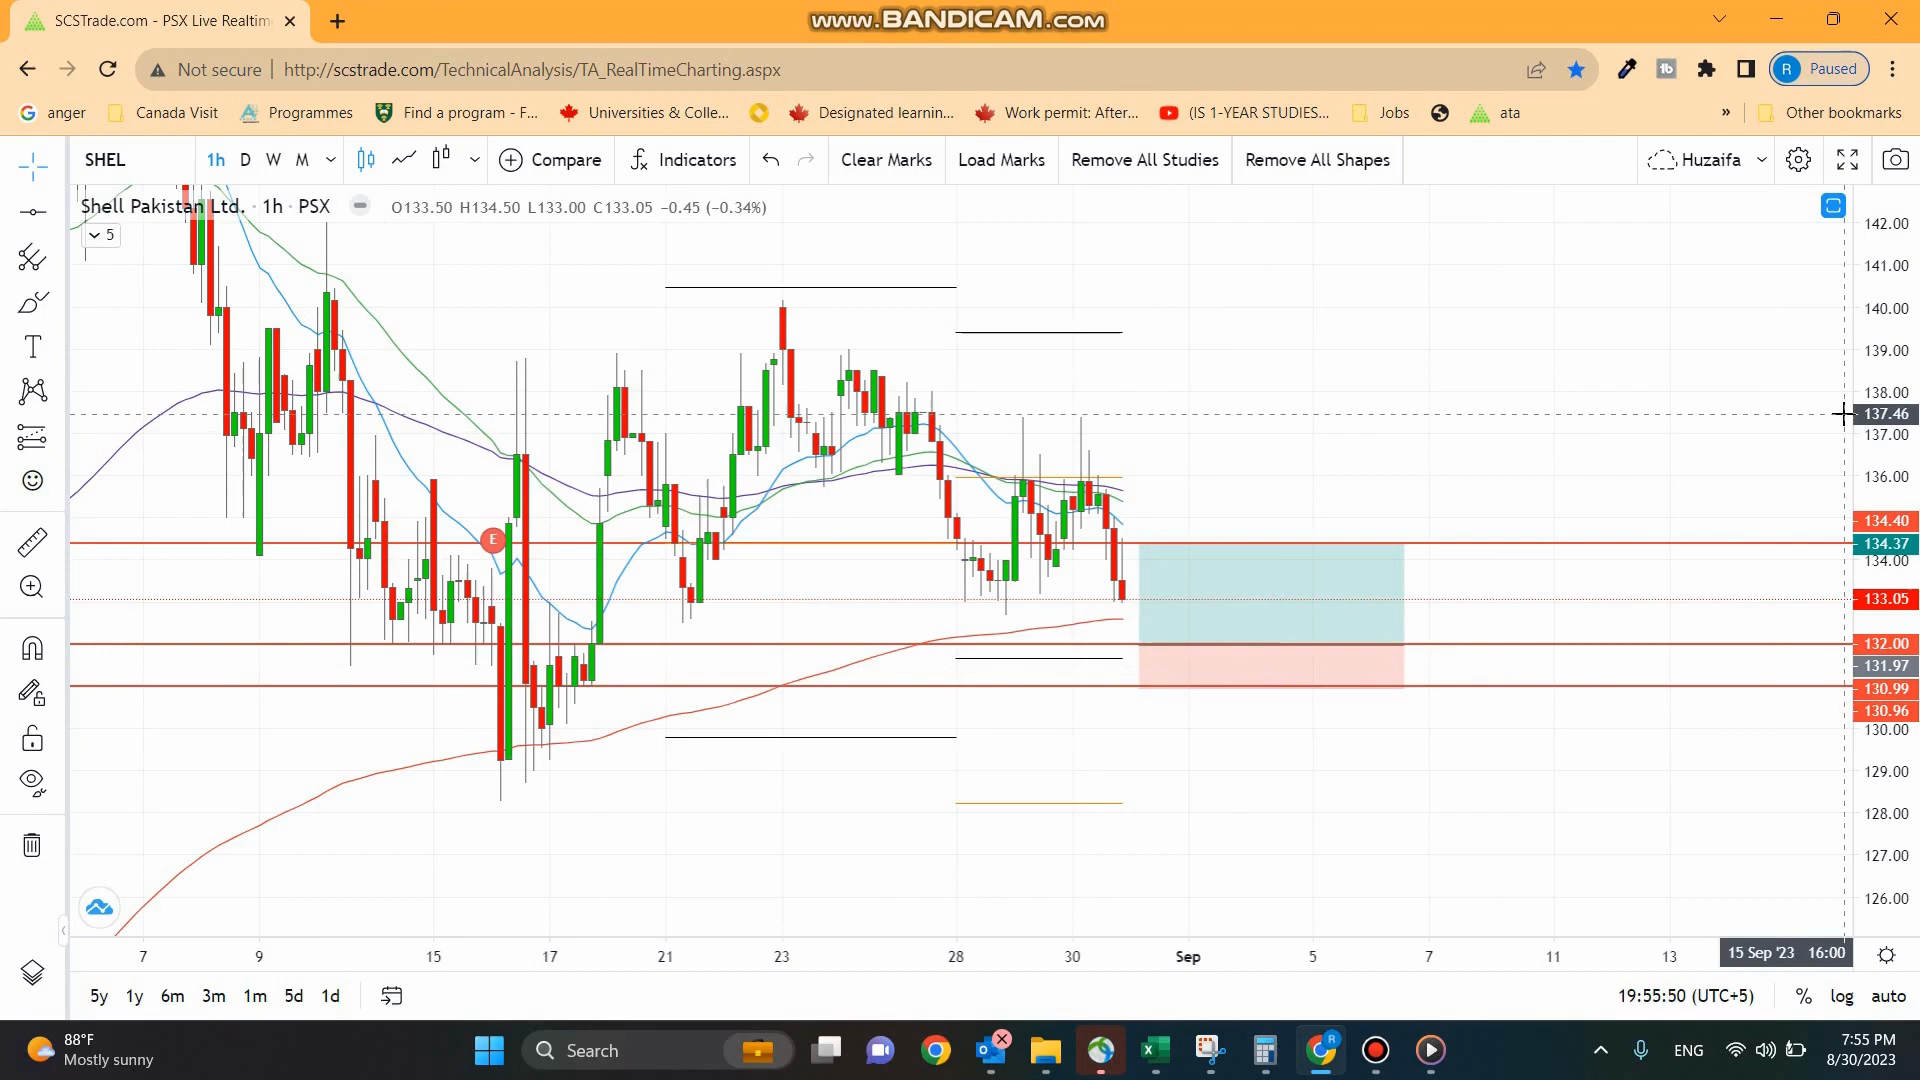 SCSTrade.com - PSX Live Realtime
www.BANDICAM.com
Not secure
http://scstrade.com/TechnicalAnalysis/TA_RealTimeCharting.aspx
R Paused
anger
Canada Visit
Programmes
Find a program - F...
Universities & Colle...
Designated learnin...
Work permit: After...
(IS 1-YEAR STUDIES...
Jobs
ata
»
Other bookmarks
SHEL
1h D W M
Compare
Indicators
Clear Marks
Load Marks
Remove All Studies
Remove All Shapes
Huzaifa
Shell Pakistan Ltd. · 1h · PSX
O133.50 H134.50 L133.00 C133.05 −0.45 (−0.34%)
5
E
142.00
141.00
140.00
139.00
138.00
137.46
137.00
136.00
134.40
134.37
134.00
133.05
132.00
131.97
130.99
130.96
130.00
129.00
128.00
127.00
126.00
7 9 15 17 21 23 28 30 Sep 5 7 11 13
15 Sep '23 16:00
5y 1y 6m 3m 1m 5d 1d
19:55:50 (UTC+5)
% log auto
88°F
Mostly sunny
Search
ENG
7:55 PM
8/30/2023